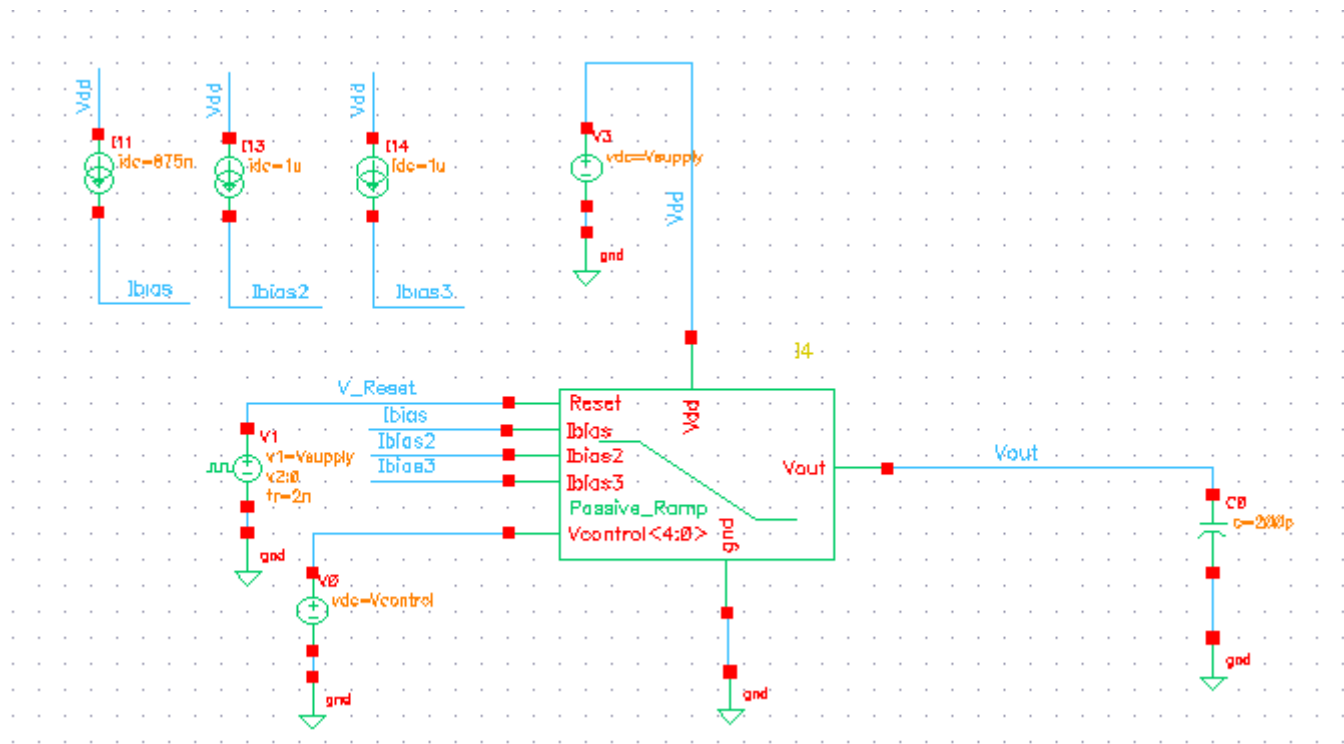 Vdd
Vdd
Vdd
I11
idc=875n
I13
idc=1u
I14
idc=1u
V3
vdc=Vsupply
Vdd
gnd
Ibias
Ibias2
Ibias3
I4
V_Reset
Ibias
Ibias2
Ibias3
Reset
Ibias
Ibias2
Ibias3
Passive_Ramp
Vcontrol<4:0>
Vdd
gnd
Vout
Vout
V1
v1=Vsupply
v2:0
tr=2n
gnd
V0
vdc=Vcontrol
gnd
gnd
C0
c=200p
gnd